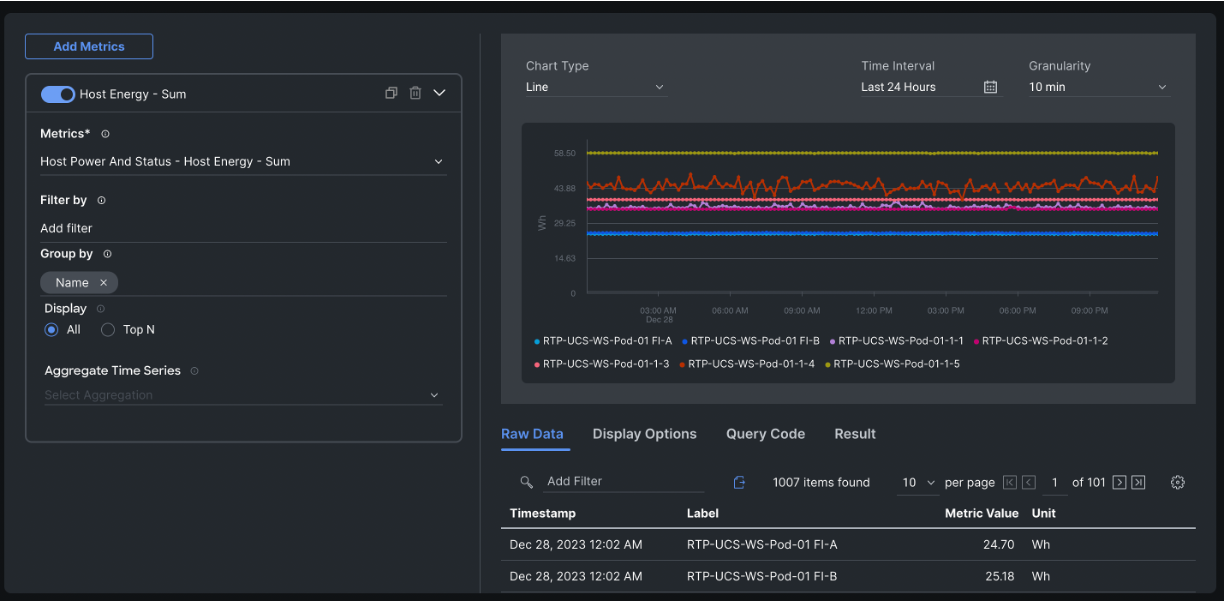 Add Metrics
Host Energy - Sum
Metrics*
Host Power And Status - Host Energy - Sum
Filter by
Add filter
Group by
Name ×
Display
All Top N
Aggregate Time Series
Select Aggregation
Chart Type Time Interval Granularity
Line Last 24 Hours 10 min
58.50
43.88
29.25
14.63
0
Wh
03:00 AM 06:00 AM 09:00 AM 12:00 PM 03:00 PM 06:00 PM 09:00 PM
Dec 28
RTP-UCS-WS-Pod-01 FI-A RTP-UCS-WS-Pod-01 FI-B RTP-UCS-WS-Pod-01-1-1 RTP-UCS-WS-Pod-01-1-2
RTP-UCS-WS-Pod-01-1-3 RTP-UCS-WS-Pod-01-1-4 RTP-UCS-WS-Pod-01-1-5
Raw Data Display Options Query Code Result
Add Filter 1007 items found 10 per page 1 of 101
Timestamp Label Metric Value Unit
Dec 28, 2023 12:02 AM RTP-UCS-WS-Pod-01 FI-A 24.70 Wh
Dec 28, 2023 12:02 AM RTP-UCS-WS-Pod-01 FI-B 25.18 Wh